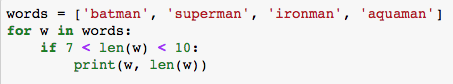 words = ['batman', 'superman', 'ironman', 'aquaman']
for w in words:
    if 7 < len(w) < 10:
        print(w, len(w))